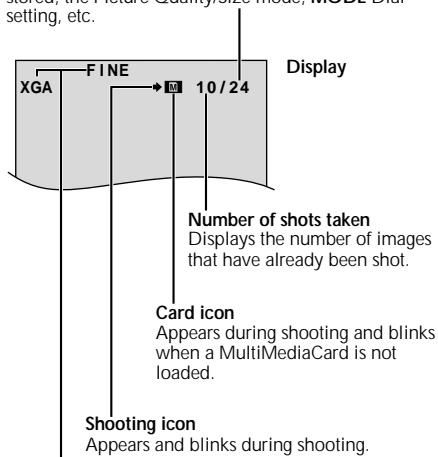 stored, the Picture Quality/Size mode, MODE Dial
setting, etc.
Display
FINE
XGA
M 10/24
Number of shots taken
Displays the number of images
that have already been shot.
Card icon
Appears during shooting and blinks
when a MultiMediaCard is not
loaded.
Shooting icon
Appears and blinks during shooting.